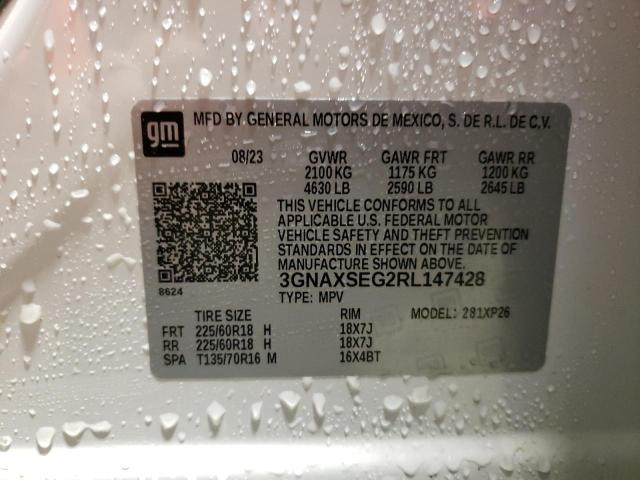 gm
MFD BY GENERAL MOTORS DE MEXICO, S. DE R.L. DE C.V.
08/23 GVWR GAWR FRT GAWR RR
2100 KG 1175 KG 1200 KG
4630 LB 2590 LB 2645 LB
THIS VEHICLE CONFORMS TO ALL
APPLICABLE U.S. FEDERAL MOTOR
VEHICLE SAFETY AND THEFT PREVENTION
STANDARDS IN EFFECT ON THE DATE OF
MANUFACTURE SHOWN ABOVE.
3GNAXSEG2RL147428
8624
TYPE: MPV
TIRE SIZE RIM MODEL: 281XP26
FRT 225/60R18 H 18X7J
RR 225/60R18 H 18X7J
SPA T135/70R16 M 16X4BT